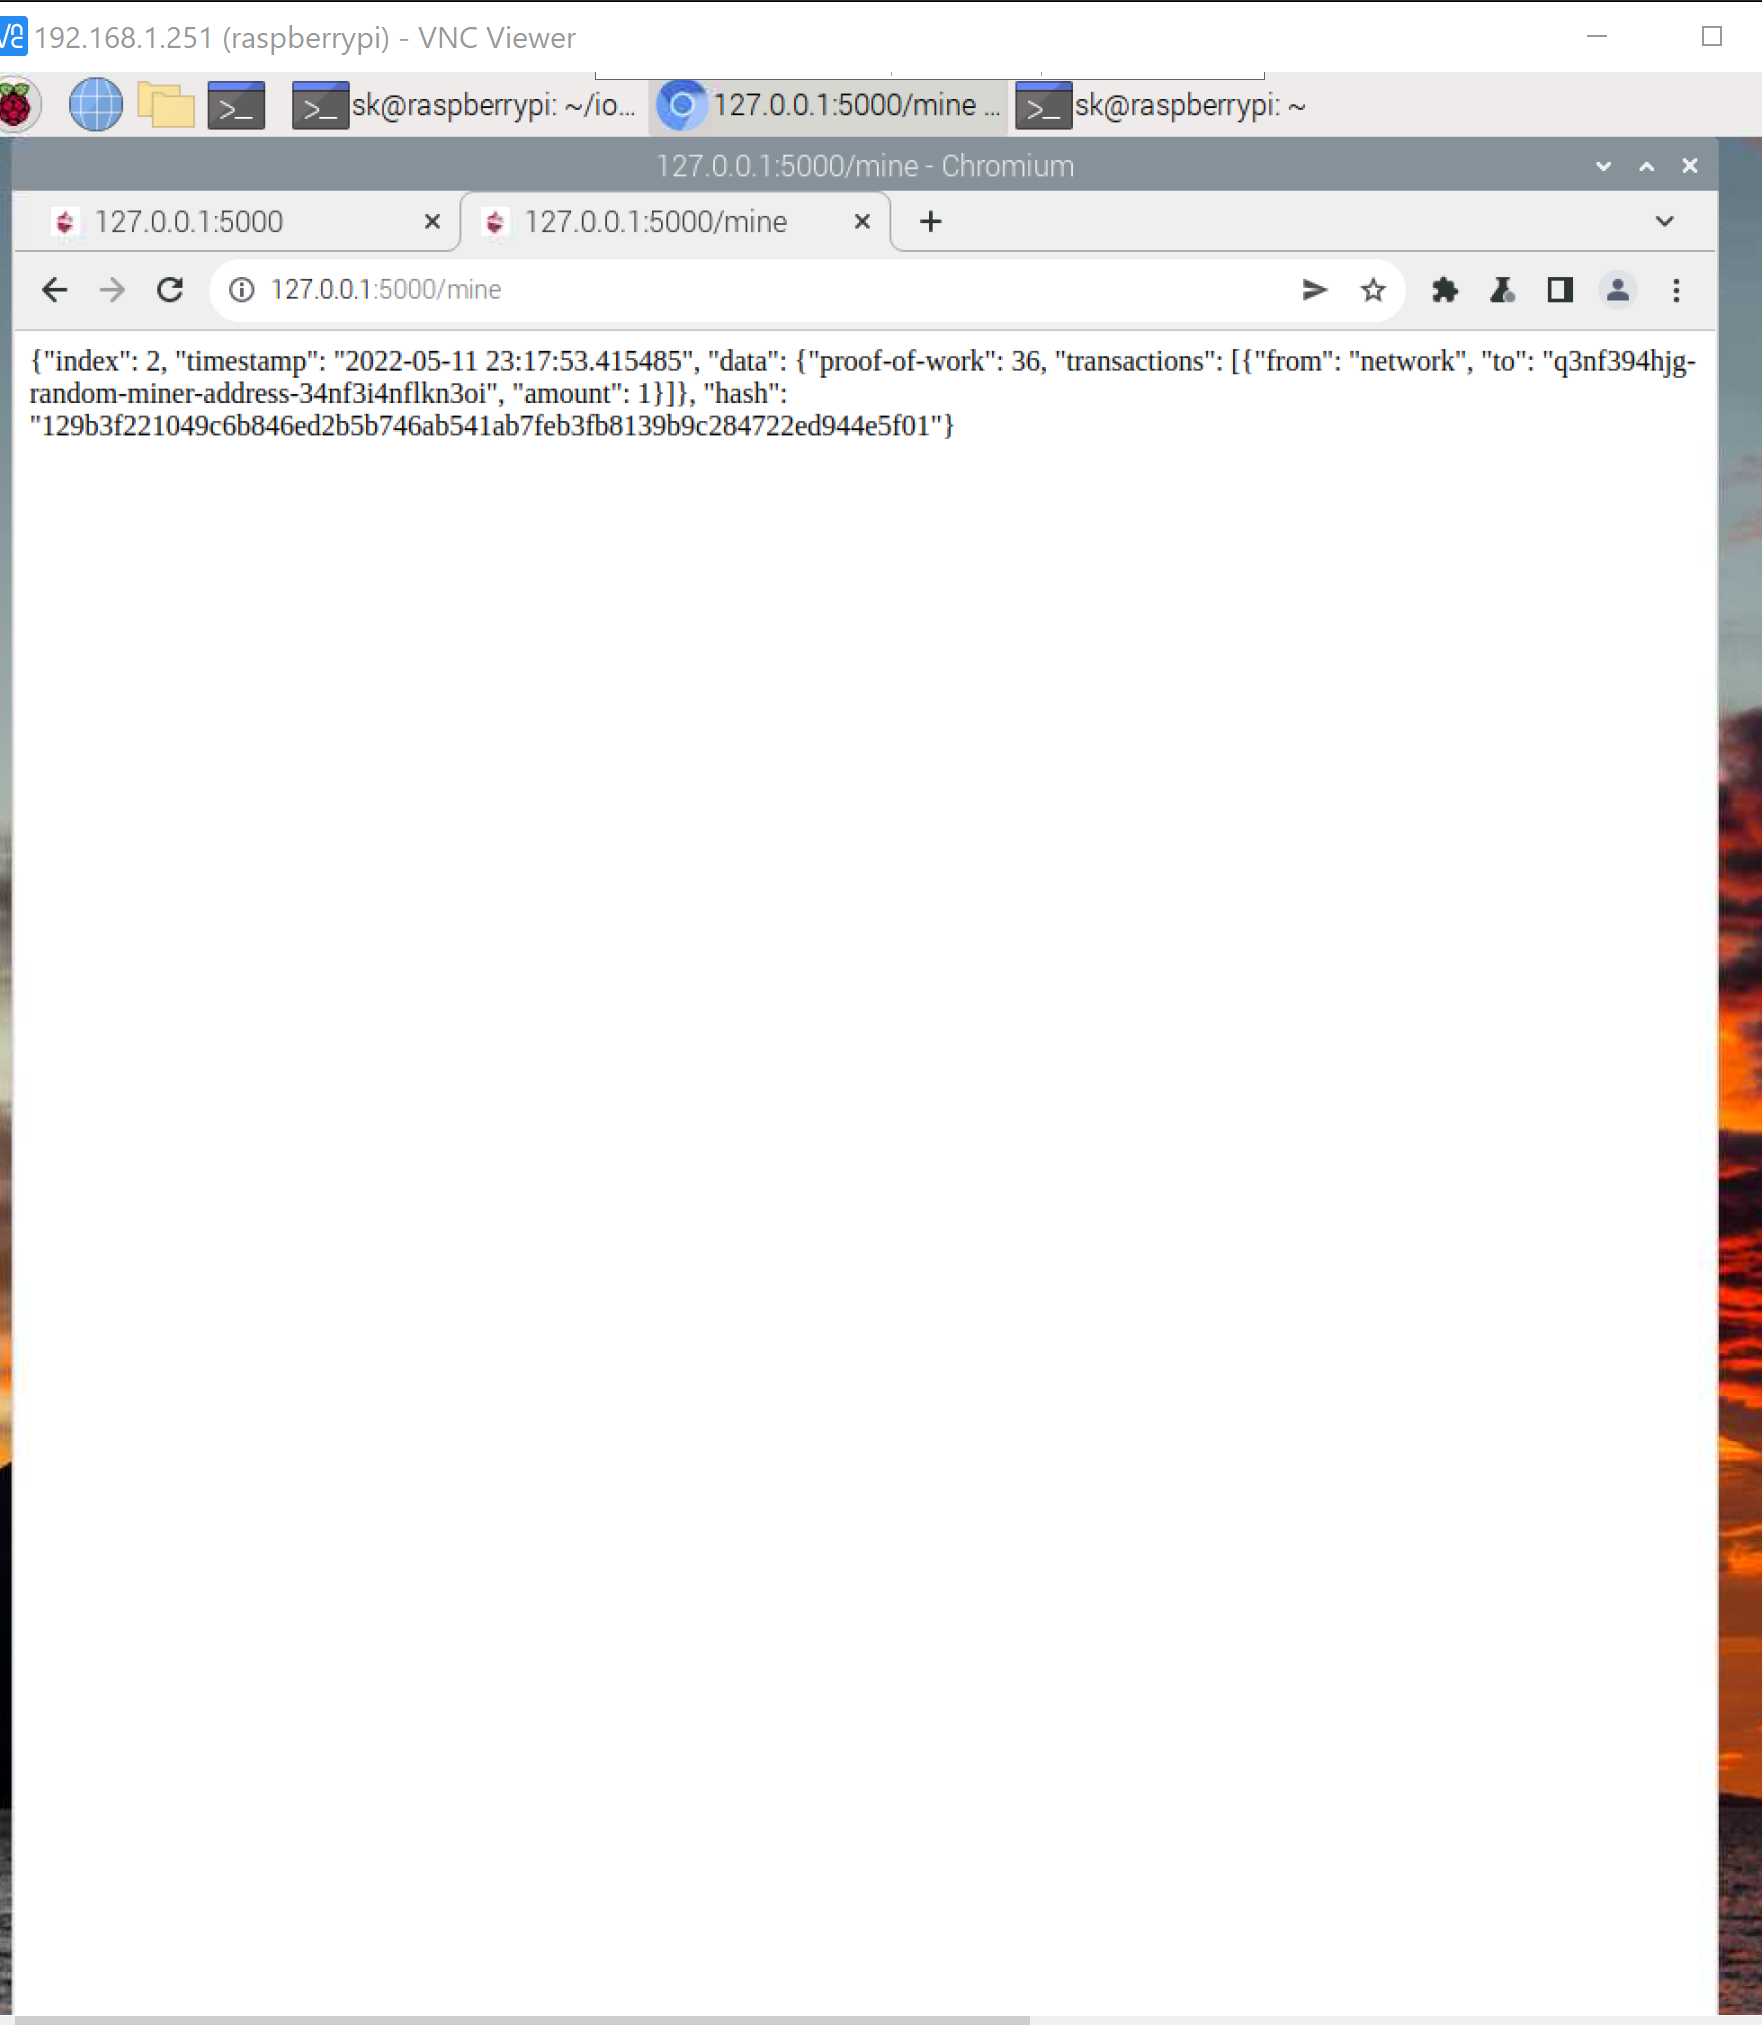 192.168.1.251 (raspberrypi) - VNC Viewer
sk@raspberrypi: ~/io... 127.0.0.1:5000/mine ... sk@raspberrypi: ~
127.0.0.1:5000/mine - Chromium
127.0.0.1:5000 127.0.0.1:5000/mine
127.0.0.1:5000/mine
{"index": 2, "timestamp": "2022-05-11 23:17:53.415485", "data": {"proof-of-work": 36, "transactions": [{"from": "network", "to": "q3nf394hjg-
random-miner-address-34nf3i4nflkn3oi", "amount": 1}]}, "hash":
"129b3f221049c6b846ed2b5b746ab541ab7feb3fb8139b9c284722ed944e5f01"}